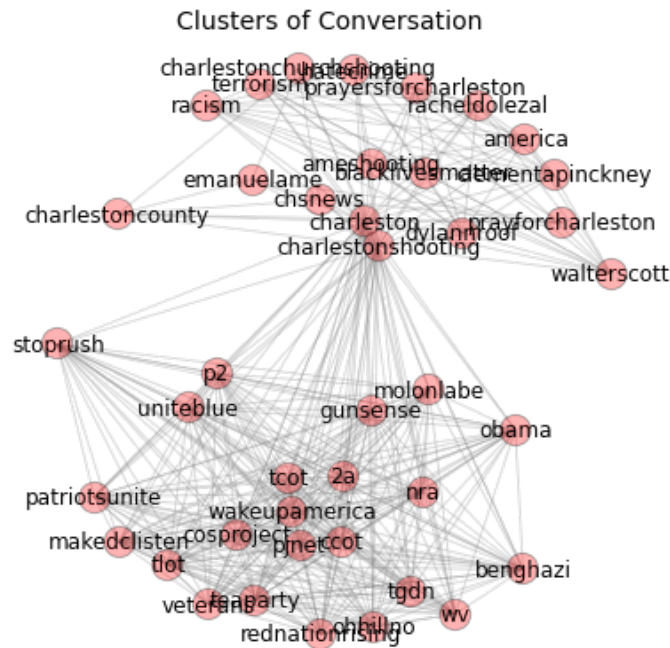 Clusters of Conversation
charlestonchurchshooting
hatecrime
terrorism
prayersforcharleston
racism
racheldolezal
america
ameshooting
blacklivesmatter
clementapinckney
emanuelame
chsnews
charlestoncounty
charleston
prayforcharleston
dylannroof
charlestonshooting
walterscott
stoprush
p2
molonlabe
uniteblue
gunsense
obama
tcot
2a
nra
patriotsunite
wakeupamerica
cosproject
makedclisten
pjnet
ccot
tlot
benghazi
tgdn
veterans
teaparty
wv
ohhillno
rednationrising